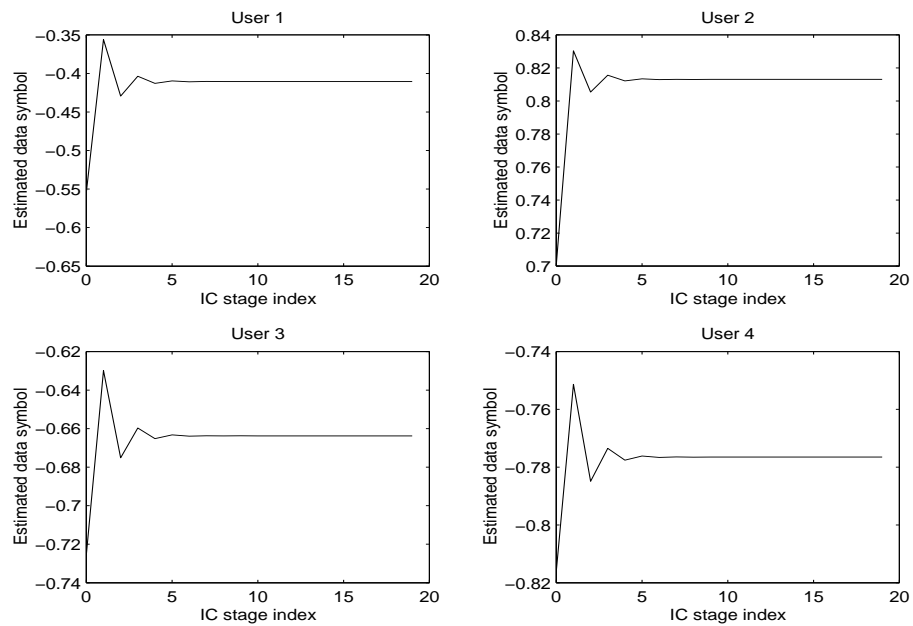 User 1
Estimated data symbol
−0.35
−0.4
−0.45
−0.5
−0.55
−0.6
−0.65
0 5 10 15 20
IC stage index
User 2
Estimated data symbol
0.84
0.82
0.8
0.78
0.76
0.74
0.72
0.7
0 5 10 15 20
IC stage index
User 3
Estimated data symbol
−0.62
−0.64
−0.66
−0.68
−0.7
−0.72
−0.74
0 5 10 15 20
IC stage index
User 4
Estimated data symbol
−0.74
−0.76
−0.78
−0.8
−0.82
0 5 10 15 20
IC stage index